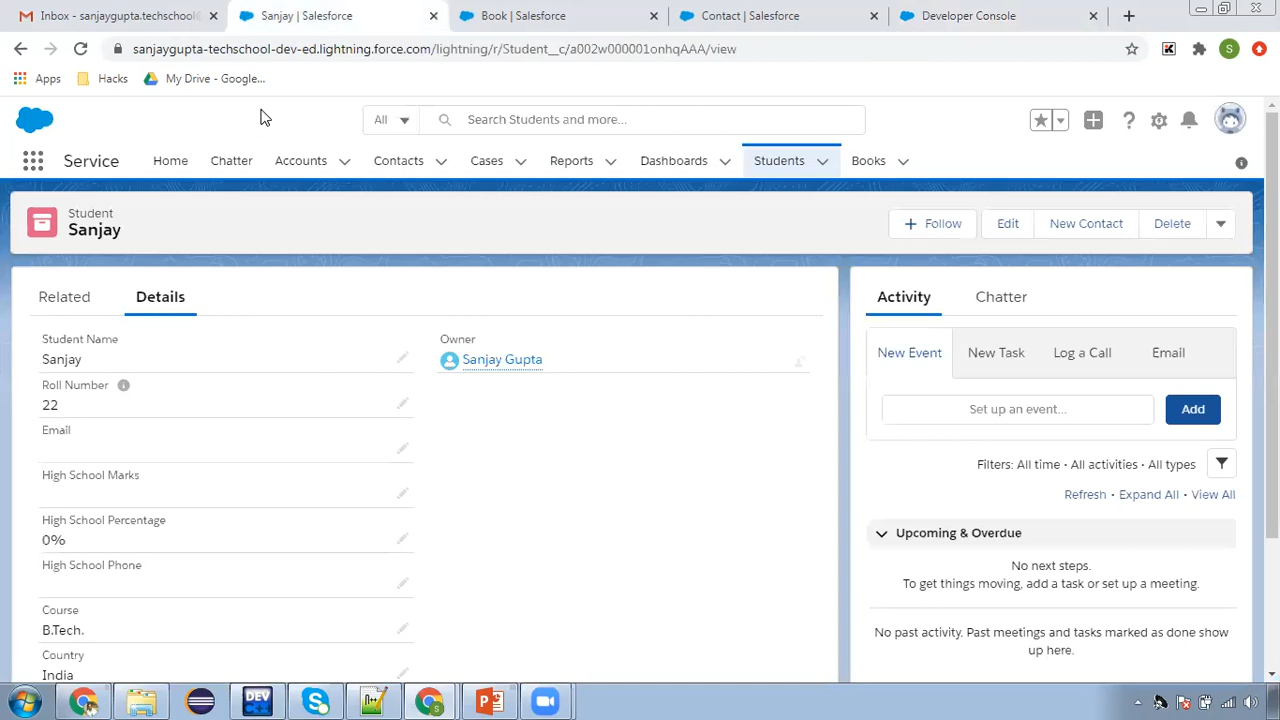 Inbox - sanjaygupta.techschool(
Sanjay | Salesforce
Book | Salesforce
Contact | Salesforce
Developer Console
sanjaygupta-techschool-dev-ed.lightning.force.com/lightning/r/Student__c/a002w000001onhqAAA/view
S
Apps
Hacks
My Drive - Google...
All
Search Students and more...
Service
Home
Chatter
Accounts
Contacts
Cases
Reports
Dashboards
Students
Books
Student
Sanjay
Follow
Edit
New Contact
Delete
Related
Details
Student Name
Sanjay
Roll Number
22
Email
High School Marks
High School Percentage
0%
High School Phone
Course
B.Tech.
Country
India
Owner
Sanjay Gupta
Activity
Chatter
New Event
New Task
Log a Call
Email
Set up an event...
Add
Filters: All time • All activities • All types
Refresh • Expand All • View All
Upcoming & Overdue
No next steps.
To get things moving, add a task or set up a meeting.
No past activity. Past meetings and tasks marked as done show
up here.
DEV
C++